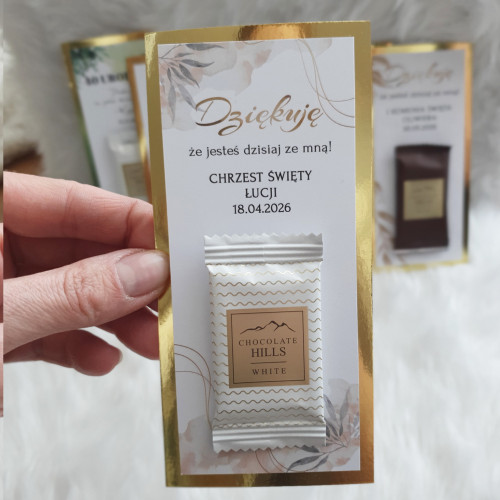 Dziękuję
że jesteś dzisiaj ze mną!
CHRZEST ŚWIĘTY
ŁUCJI
18.04.2026
CHOCOLATE
HILLS
WHITE
Dziękuję